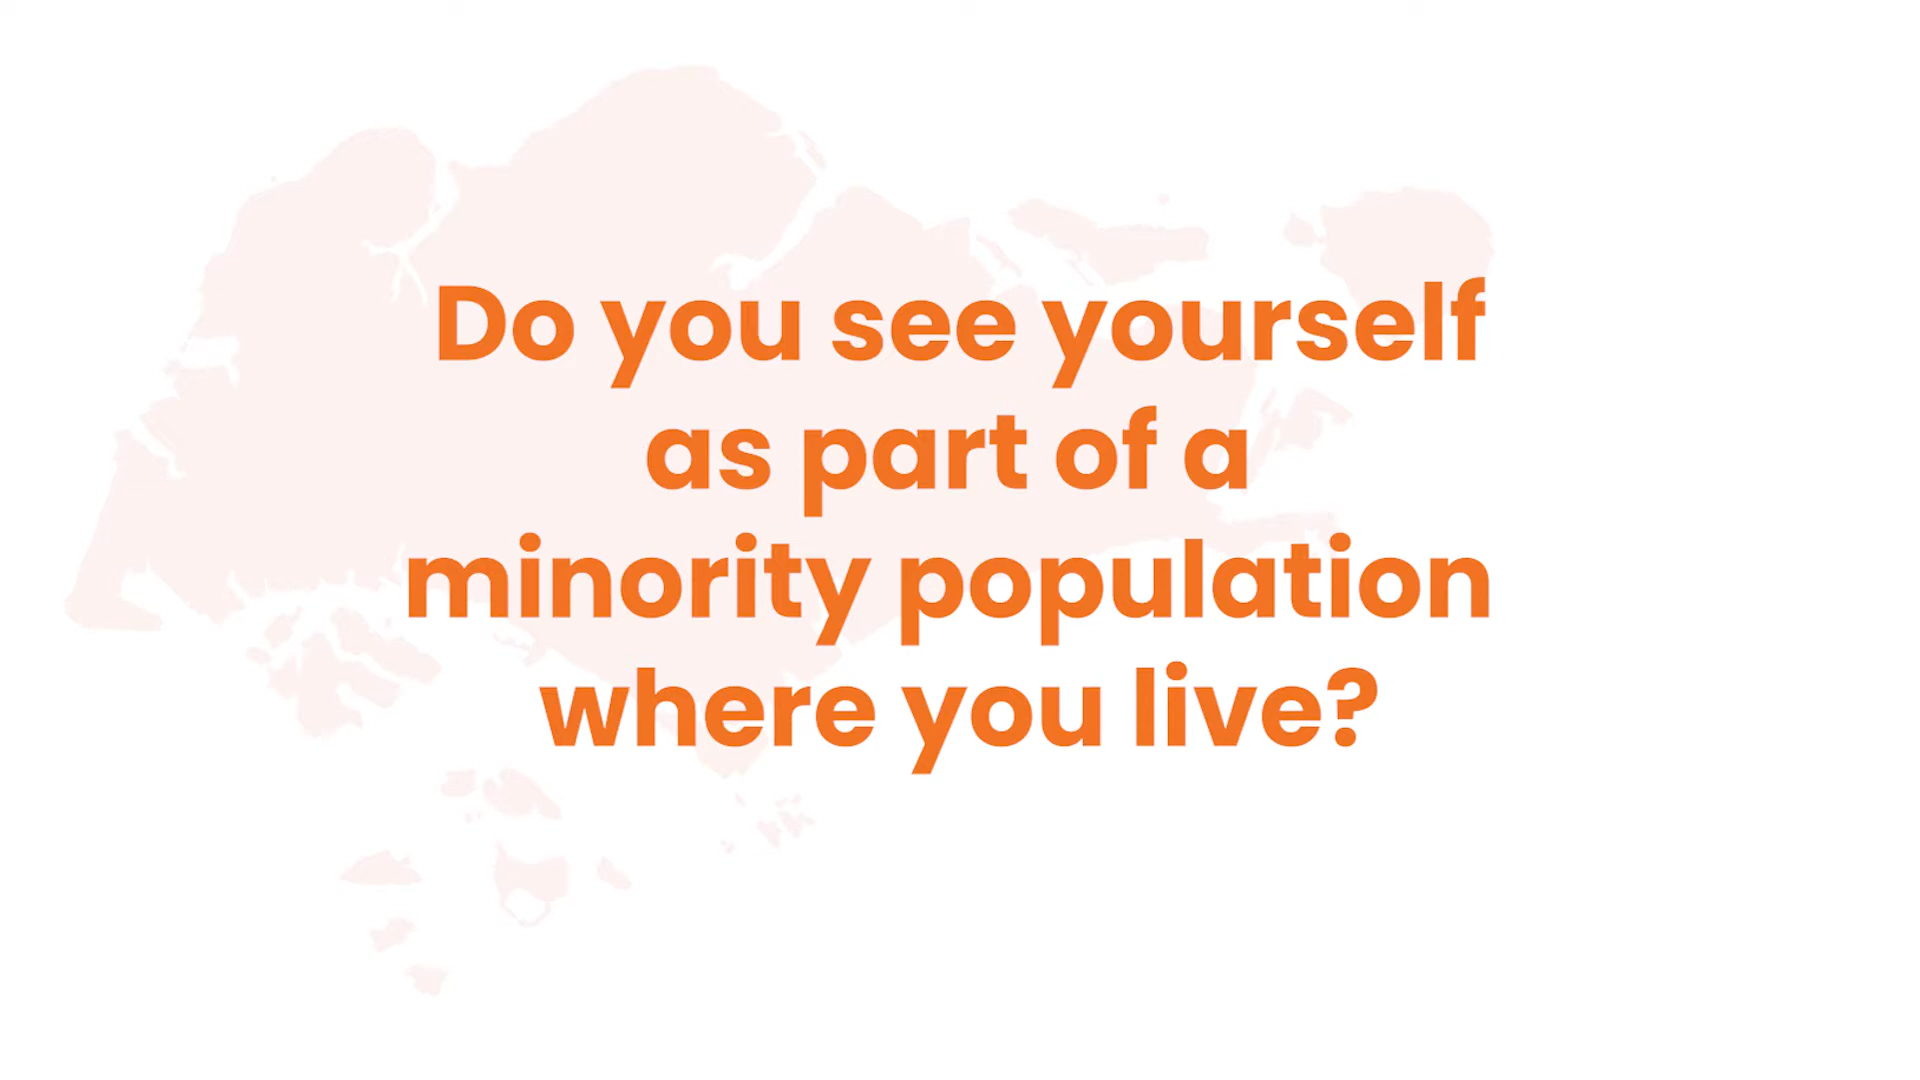 Do you see yourself
as part of a
minority population
where you live?